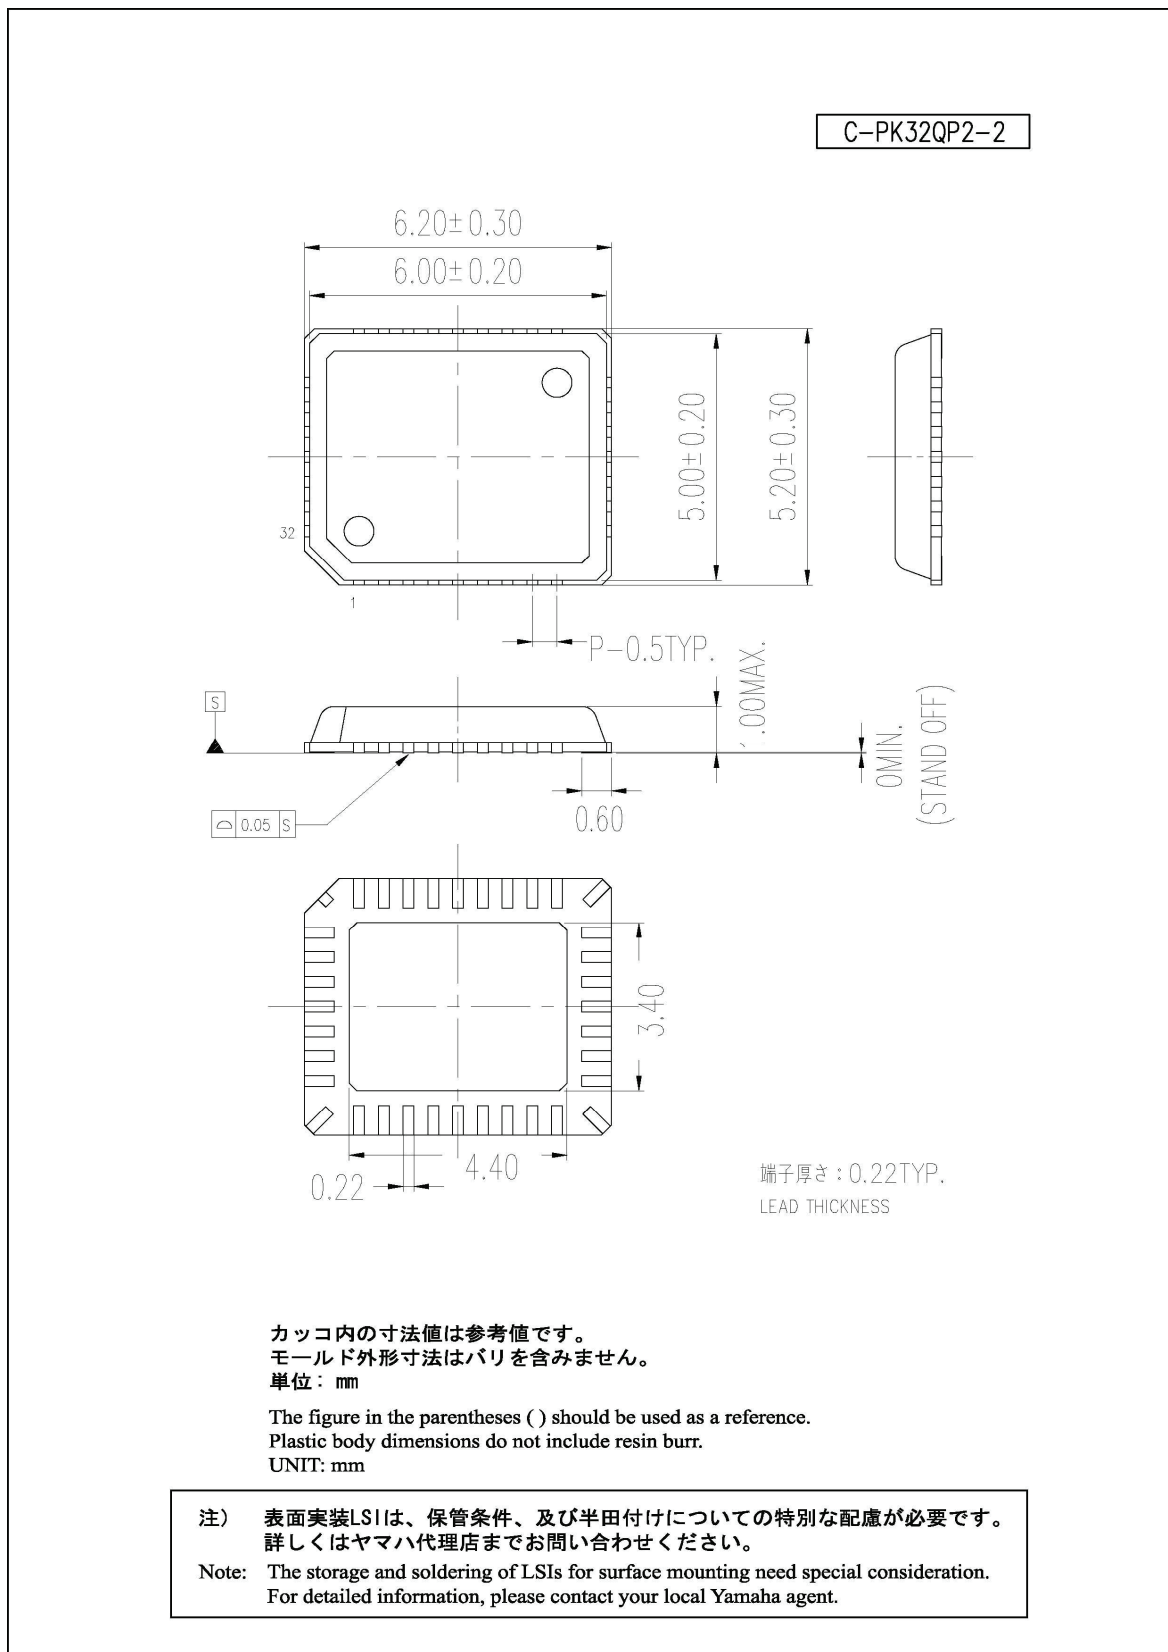 C-PK32QP2-2
6.20±0.30
6.00±0.20
5.00±0.20
5.20±0.30
32
1
P-0.5TYP.
.00MAX.
S
0MIN.
(STAND OFF)
0.05 S
0.60
3.40
4.40
0.22
端子厚さ：0.22TYP.
LEAD THICKNESS
カッコ内の寸法値は参考値です。
モールド外形寸法はバリを含みません。
単位： mm
The figure in the parentheses ( ) should be used as a reference.
Plastic body dimensions do not include resin burr.
UNIT: mm
注） 表面実装LSIは、保管条件、及び半田付けについての特別な配慮が必要です。
詳しくはヤマハ代理店までお問い合わせください。
Note: The storage and soldering of LSIs for surface mounting need special consideration.
For detailed information, please contact your local Yamaha agent.